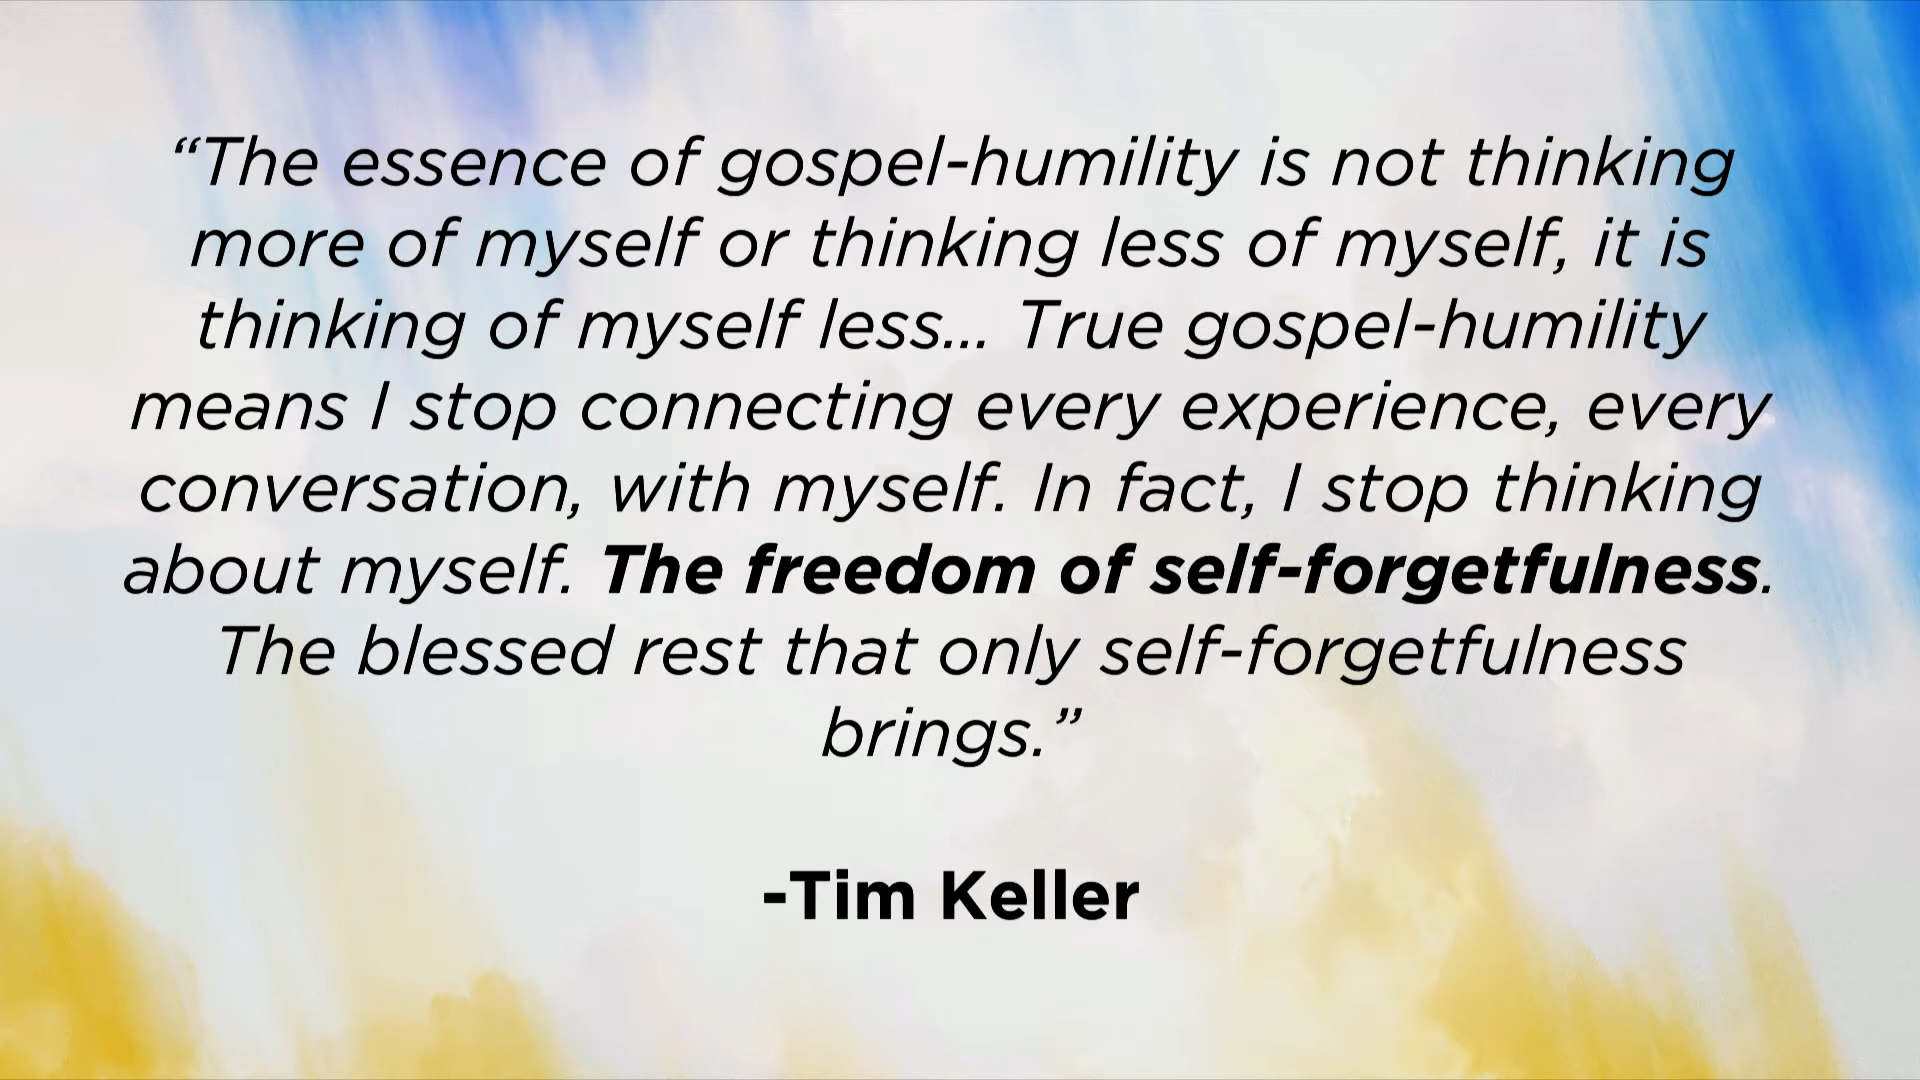 “The essence of gospel-humility is not thinking
more of myself or thinking less of myself, it is
thinking of myself less... True gospel-humility
means I stop connecting every experience, every
conversation, with myself. In fact, I stop thinking
about myself. The freedom of self-forgetfulness.
The blessed rest that only self-forgetfulness
brings.”
-Tim Keller